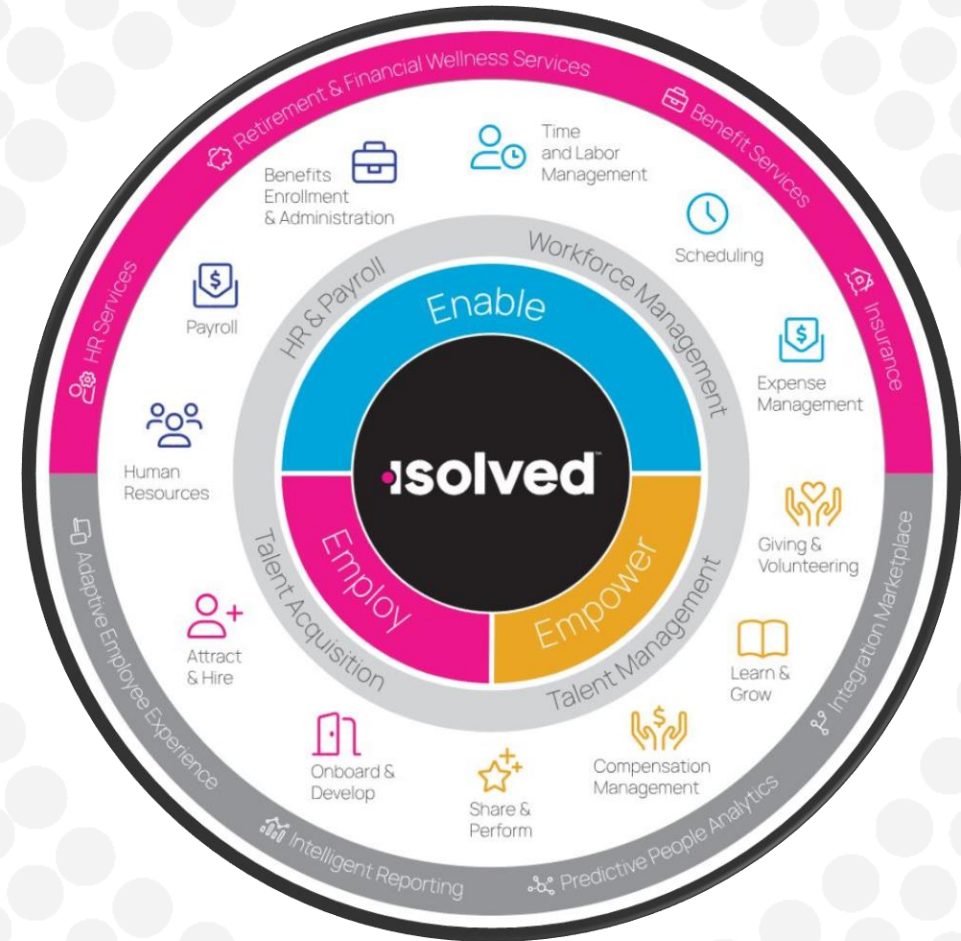 HR Services
Retirement & Financial Wellness Services
Benefit Services
Insurance
Benefits
Enrollment
& Administration
Time
and Labor
Management
Scheduling
Payroll
Expense
Management
Human
Resources
Giving &
Volunteering
Attract
& Hire
Learn &
Grow
Onboard &
Develop
Share &
Perform
Compensation
Management
HR & Payroll
Workforce Management
Talent Acquisition
Talent Management
Enable
Employ
Empower
isolved™
Adaptive Employee Experience
Intelligent Reporting
Predictive People Analytics
Integration Marketplace